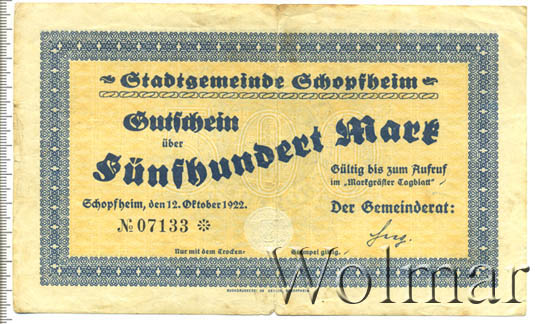 Stadtgemeinde Schopfheim
Gutschein
über
Fünfhundert Mark
Gültig bis zum Aufruf
im „Markgräfler Tagblatt"
Schopfheim, den 12. Oktober 1922.
Der Gemeinderat:
№ 07133 ※
Nur mit dem Trocken-Stempel gültig.
Wolmar